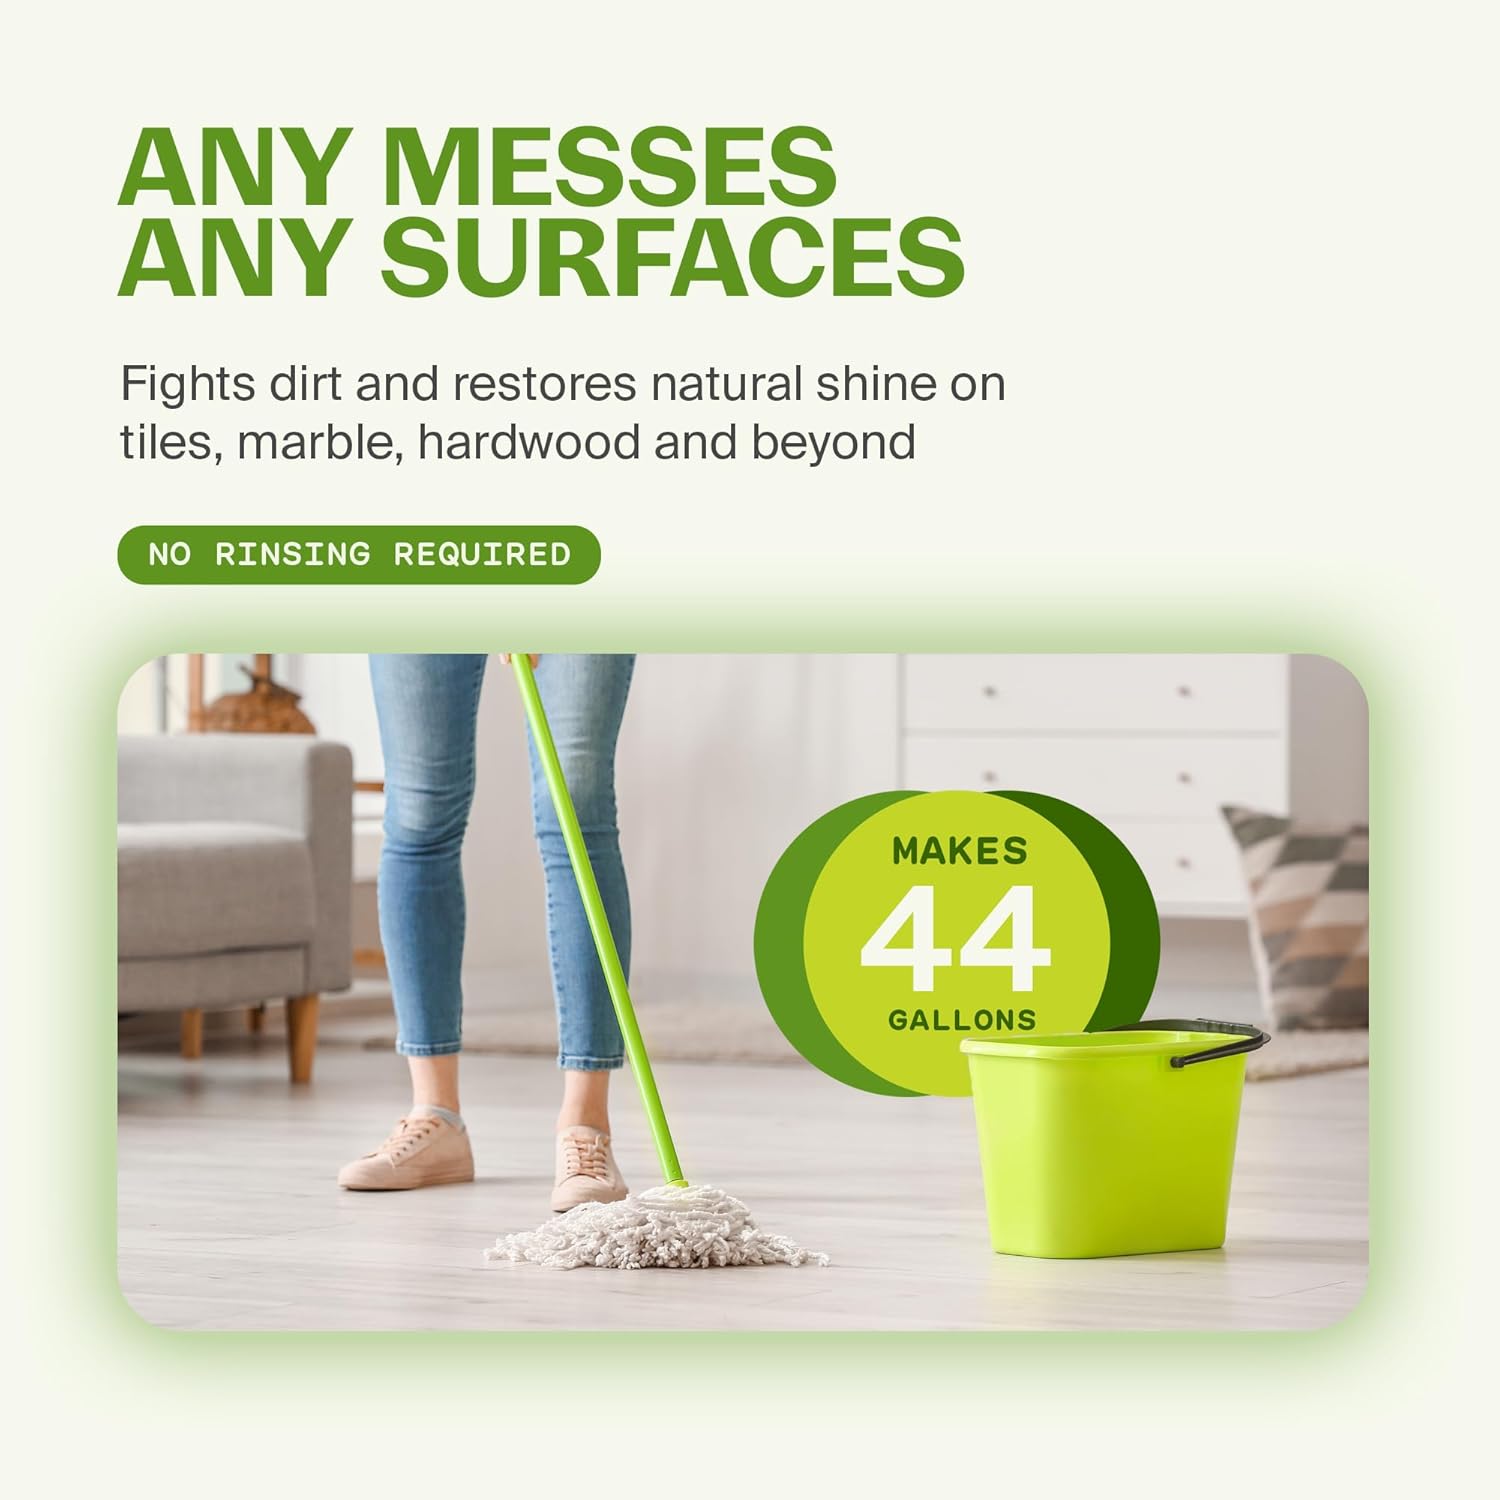 ANY MESSES
ANY SURFACES
Fights dirt and restores natural shine on
tiles, marble, hardwood and beyond
NO RINSING REQUIRED
MAKES
44
GALLONS